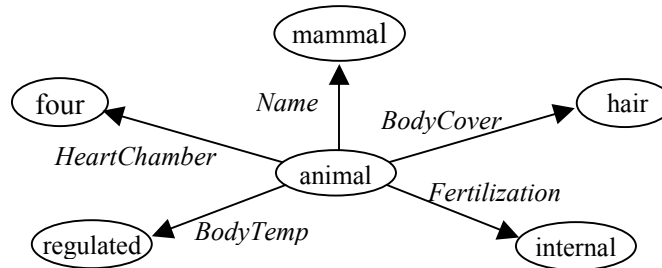 mammal
four
Name
hair
BodyCover
HeartChamber
animal
Fertilization
regulated
BodyTemp
internal